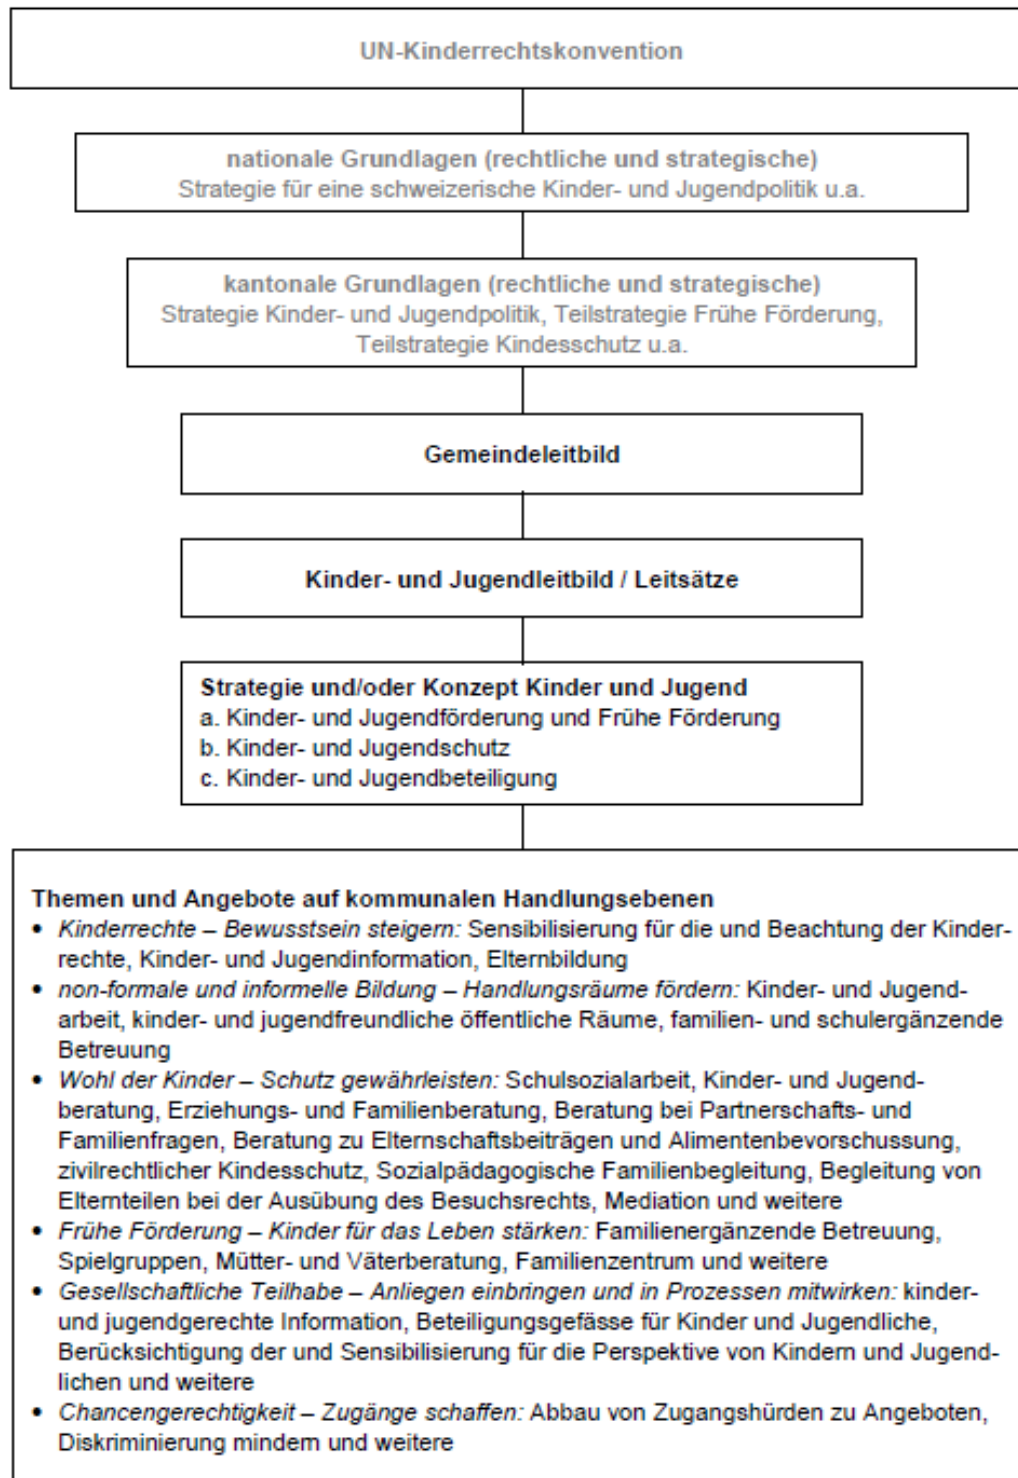 UN-Kinderrechtskonvention
nationale Grundlagen (rechtliche und strategische)
Strategie für eine schweizerische Kinder- und Jugendpolitik u.a.
kantonale Grundlagen (rechtliche und strategische)
Strategie Kinder- und Jugendpolitik, Teilstrategie Frühe Förderung,
Teilstrategie Kindesschutz u.a.
Gemeindeleitbild
Kinder- und Jugendleitbild / Leitsätze
Strategie und/oder Konzept Kinder und Jugend
a. Kinder- und Jugendförderung und Frühe Förderung
b. Kinder- und Jugendschutz
c. Kinder- und Jugendbeteiligung
Themen und Angebote auf kommunalen Handlungsebenen
• Kinderrechte – Bewusstsein steigern: Sensibilisierung für die und Beachtung der Kinder-
rechte, Kinder- und Jugendinformation, Elternbildung
• non-formale und informelle Bildung – Handlungsräume fördern: Kinder- und Jugend-
arbeit, kinder- und jugendfreundliche öffentliche Räume, familien- und schulergänzende
Betreuung
• Wohl der Kinder – Schutz gewährleisten: Schulsozialarbeit, Kinder- und Jugend-
beratung, Erziehungs- und Familienberatung, Beratung bei Partnerschafts- und
Familienfragen, Beratung zu Elternschaftsbeiträgen und Alimentenbevorschussung,
zivilrechtlicher Kindesschutz, Sozialpädagogische Familienbegleitung, Begleitung von
Elternteilen bei der Ausübung des Besuchsrechts, Mediation und weitere
• Frühe Förderung – Kinder für das Leben stärken: Familienergänzende Betreuung,
Spielgruppen, Mütter- und Väterberatung, Familienzentrum und weitere
• Gesellschaftliche Teilhabe – Anliegen einbringen und in Prozessen mitwirken: kinder-
und jugendgerechte Information, Beteiligungsgefässe für Kinder und Jugendliche,
Berücksichtigung der und Sensibilisierung für die Perspektive von Kindern und Jugend-
lichen und weitere
• Chancengerechtigkeit – Zugänge schaffen: Abbau von Zugangshürden zu Angeboten,
Diskriminierung mindern und weitere